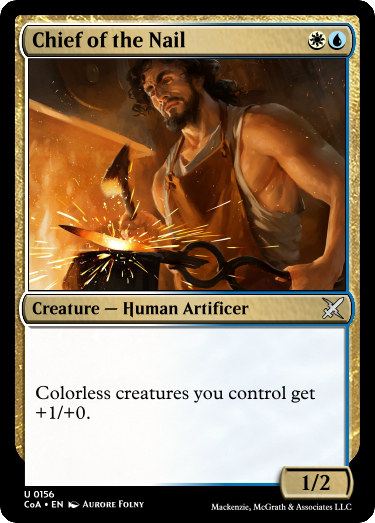 Chief of the Nail
Creature — Human Artificer
Colorless creatures you control get
+1/+0.
1/2
U 0156
CoA • EN Aurore Folny
Mackenzie, McGrath & Associates LLC